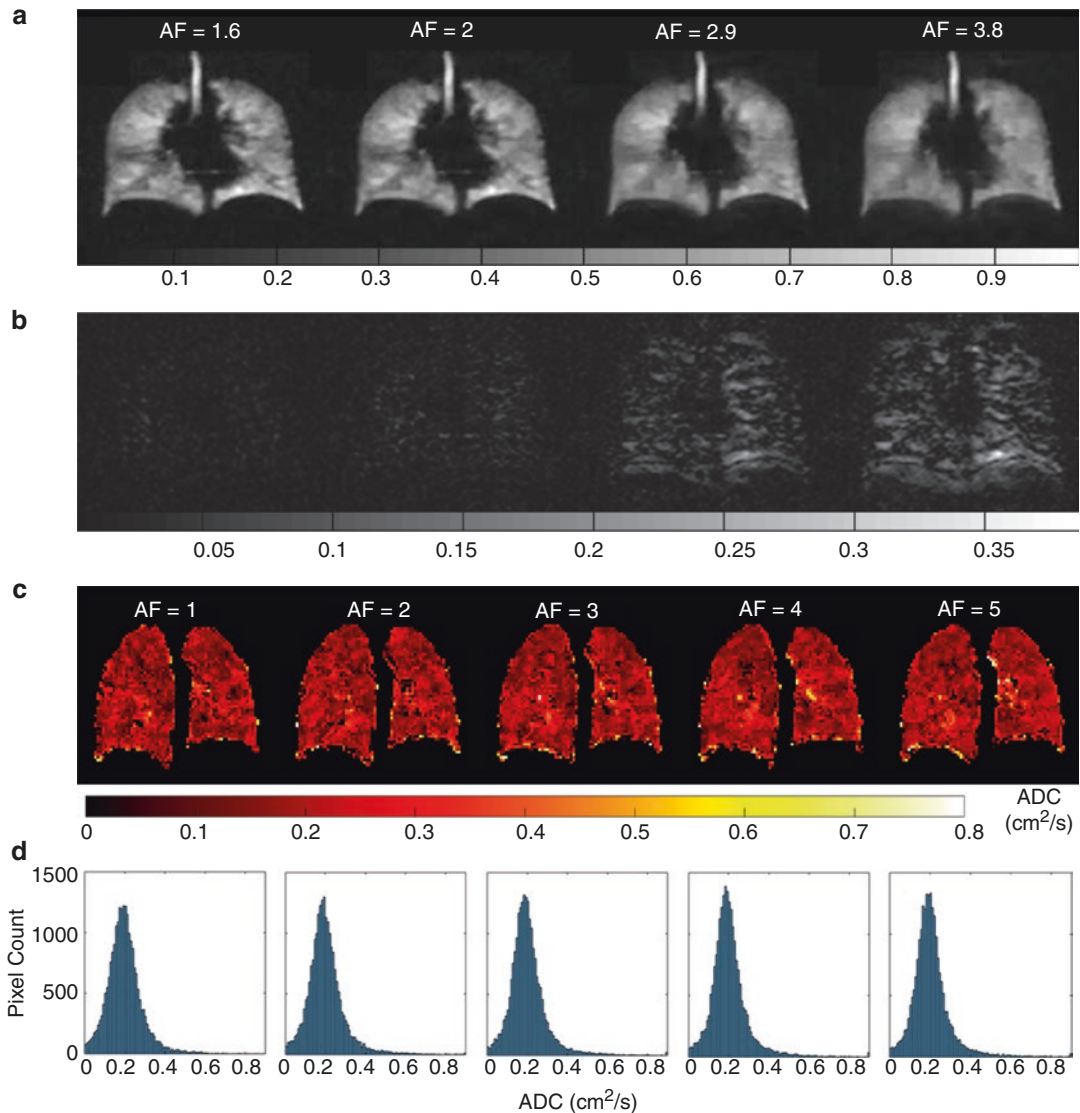 a
AF = 1.6 AF = 2 AF = 2.9 AF = 3.8
0.1 0.2 0.3 0.4 0.5 0.6 0.7 0.8 0.9
b
0.05 0.1 0.15 0.2 0.25 0.3 0.35
c
AF = 1 AF = 2 AF = 3 AF = 4 AF = 5
0 0.1 0.2 0.3 0.4 0.5 0.6 0.7 0.8
ADC
(cm²/s)
d
1500
1000
500
0
Pixel Count
0 0.2 0.4 0.6 0.8 0 0.2 0.4 0.6 0.8 0 0.2 0.4 0.6 0.8 0 0.2 0.4 0.6 0.8 0 0.2 0.4 0.6 0.8
ADC (cm²/s)